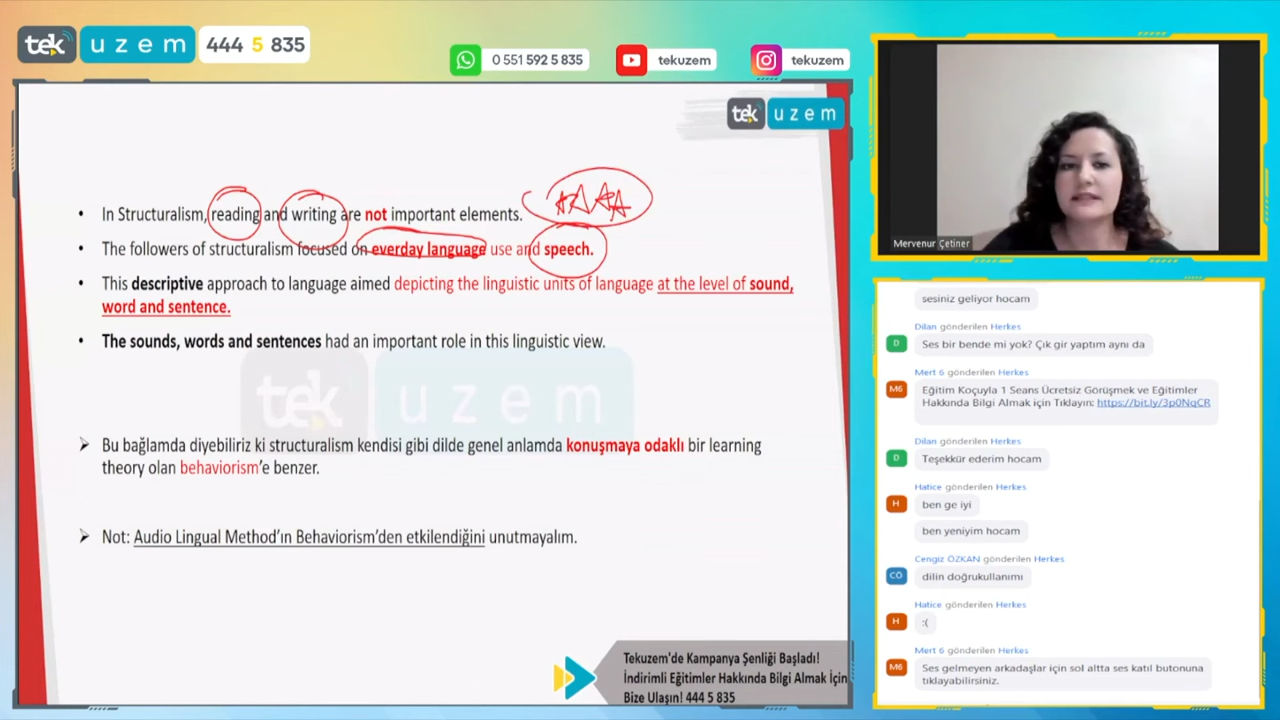 tek uzem 444 5 835
0 551 592 5 835
tekuzem
tekuzem
tek uzem
• In Structuralism, reading and writing are not important elements.
• The followers of structuralism focused on everday language use and speech.
• This descriptive approach to language aimed depicting the linguistic units of language at the level of sound,
word and sentence.
• The sounds, words and sentences had an important role in this linguistic view.
tek uzem
➢ Bu bağlamda diyebiliriz ki structuralism kendisi gibi dilde genel anlamda konuşmaya odaklı bir learning
theory olan behaviorism'e benzer.
➢ Not: Audio Lingual Method'ın Behaviorism'den etkilendiğini unutmayalım.
Tekuzem'de Kampanya Şenliği Başladı!
İndirimli Eğitimler Hakkında Bilgi Almak İçin
Bize Ulaşın! 444 5 835
Mervenur Çetiner
sesiniz geliyor hocam
Dilan gönderilen Herkes
D
Ses bir bende mi yok? Çık gir yaptım aynı da
Mert 6 gönderilen Herkes
M6
Eğitim Koçuyla 1 Seans Ücretsiz Görüşmek ve Eğitimler
Hakkında Bilgi Almak için Tıklayın: https://bit.ly/3p0NqCR
Dilan gönderilen Herkes
D
Teşekkür ederim hocam
Hatice gönderilen Herkes
H
ben ge iyi
ben yeniyim hocam
Cengiz ÖZKAN gönderilen Herkes
CÖ
dilin doğrukullanımı
Hatice gönderilen Herkes
H
:(
Mert 6 gönderilen Herkes
M6
Ses gelmeyen arkadaşlar için sol altta ses katıl butonuna
tıklayabilirsiniz.